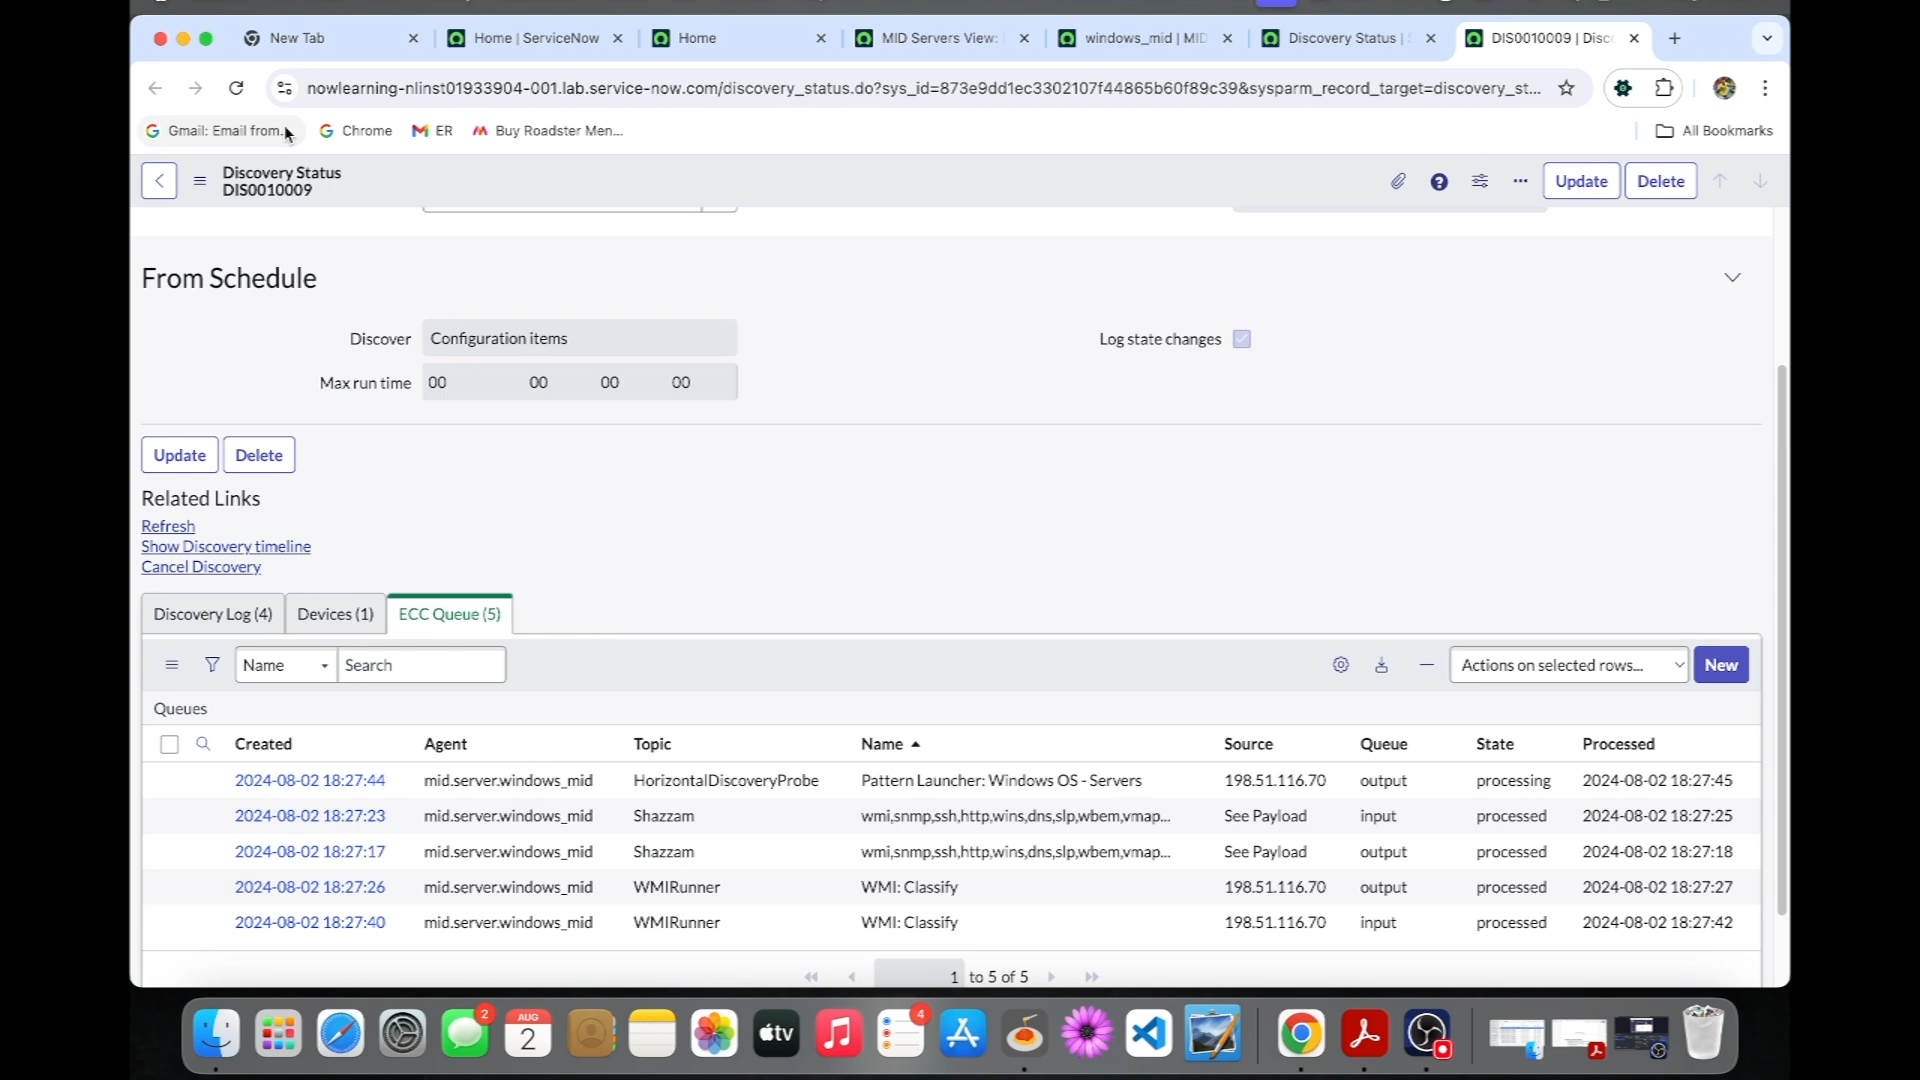 New Tab
Home | ServiceNow
Home
MID Servers View:
windows_mid | MID
Discovery Status |
DIS0010009 | Disc
nowlearning-nlinst01933904-001.lab.service-now.com/discovery_status.do?sys_id=873e9dd1ec3302107f44865b60f89c39&sysparm_record_target=discovery_st...
Gmail: Email from...
Chrome
ER
Buy Roadster Men...
All Bookmarks
Discovery Status
DIS0010009
Update
Delete
From Schedule
Discover
Configuration items
Log state changes
Max run time
00 00 00 00
Update
Delete
Related Links
Refresh
Show Discovery timeline
Cancel Discovery
Discovery Log (4)
Devices (1)
ECC Queue (5)
Name
Search
Actions on selected rows...
New
Queues
Created Agent Topic Name Source Queue State Processed
2024-08-02 18:27:44 mid.server.windows_mid HorizontalDiscoveryProbe Pattern Launcher: Windows OS - Servers 198.51.116.70 output processing 2024-08-02 18:27:45
2024-08-02 18:27:23 mid.server.windows_mid Shazzam wmi,snmp,ssh,http,wins,dns,slp,wbem,vmap... See Payload input processed 2024-08-02 18:27:25
2024-08-02 18:27:17 mid.server.windows_mid Shazzam wmi,snmp,ssh,http,wins,dns,slp,wbem,vmap... See Payload output processed 2024-08-02 18:27:18
2024-08-02 18:27:26 mid.server.windows_mid WMIRunner WMI: Classify 198.51.116.70 output processed 2024-08-02 18:27:27
2024-08-02 18:27:40 mid.server.windows_mid WMIRunner WMI: Classify 198.51.116.70 input processed 2024-08-02 18:27:42
1 to 5 of 5
2
AUG
2
tv
4